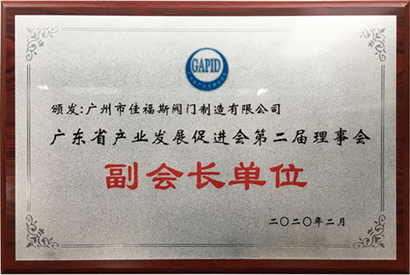 GAPID
颁发:广州市佳福斯阀门制造有限公司
广东省产业发展促进会第二届理事会
副会长单位
二〇二〇年二月